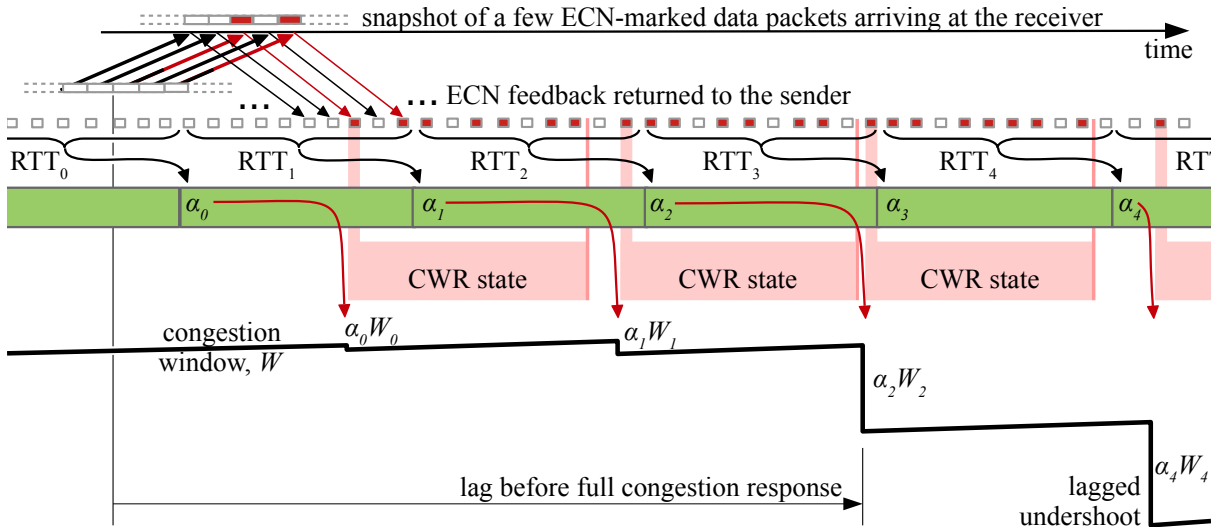 snapshot of a few ECN-marked data packets arriving at the receiver
time
... ... ECN feedback returned to the sender
RTT0 RTT1 RTT2 RTT3 RTT4 RT
α0 α1 α2 α3 α4
CWR state CWR state CWR state
congestion
window, W
α0W0 α1W1
α2W2
lag before full congestion response
α4W4
lagged
undershoot